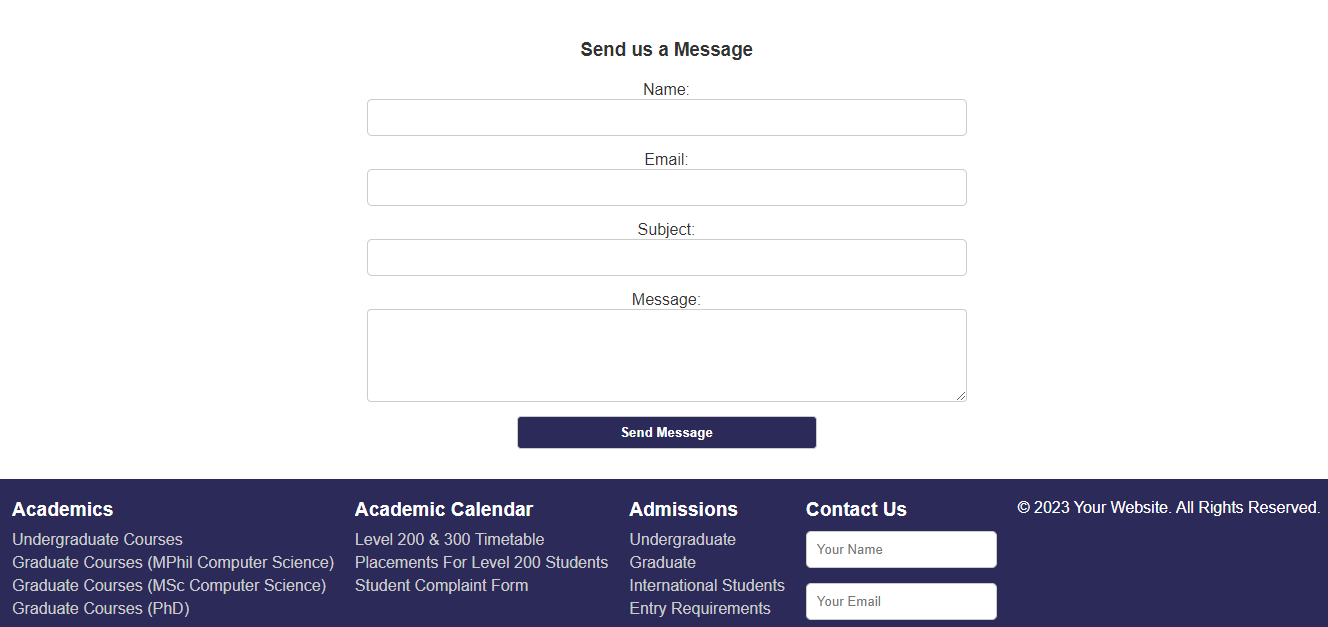 Send us a Message
Name:
Email:
Subject:
Message:
Send Message
Academics
Undergraduate Courses
Graduate Courses (MPhil Computer Science)
Graduate Courses (MSc Computer Science)
Graduate Courses (PhD)
Academic Calendar
Level 200 & 300 Timetable
Placements For Level 200 Students
Student Complaint Form
Admissions
Undergraduate
Graduate
International Students
Entry Requirements
Contact Us
Your Name
Your Email
© 2023 Your Website. All Rights Reserved.